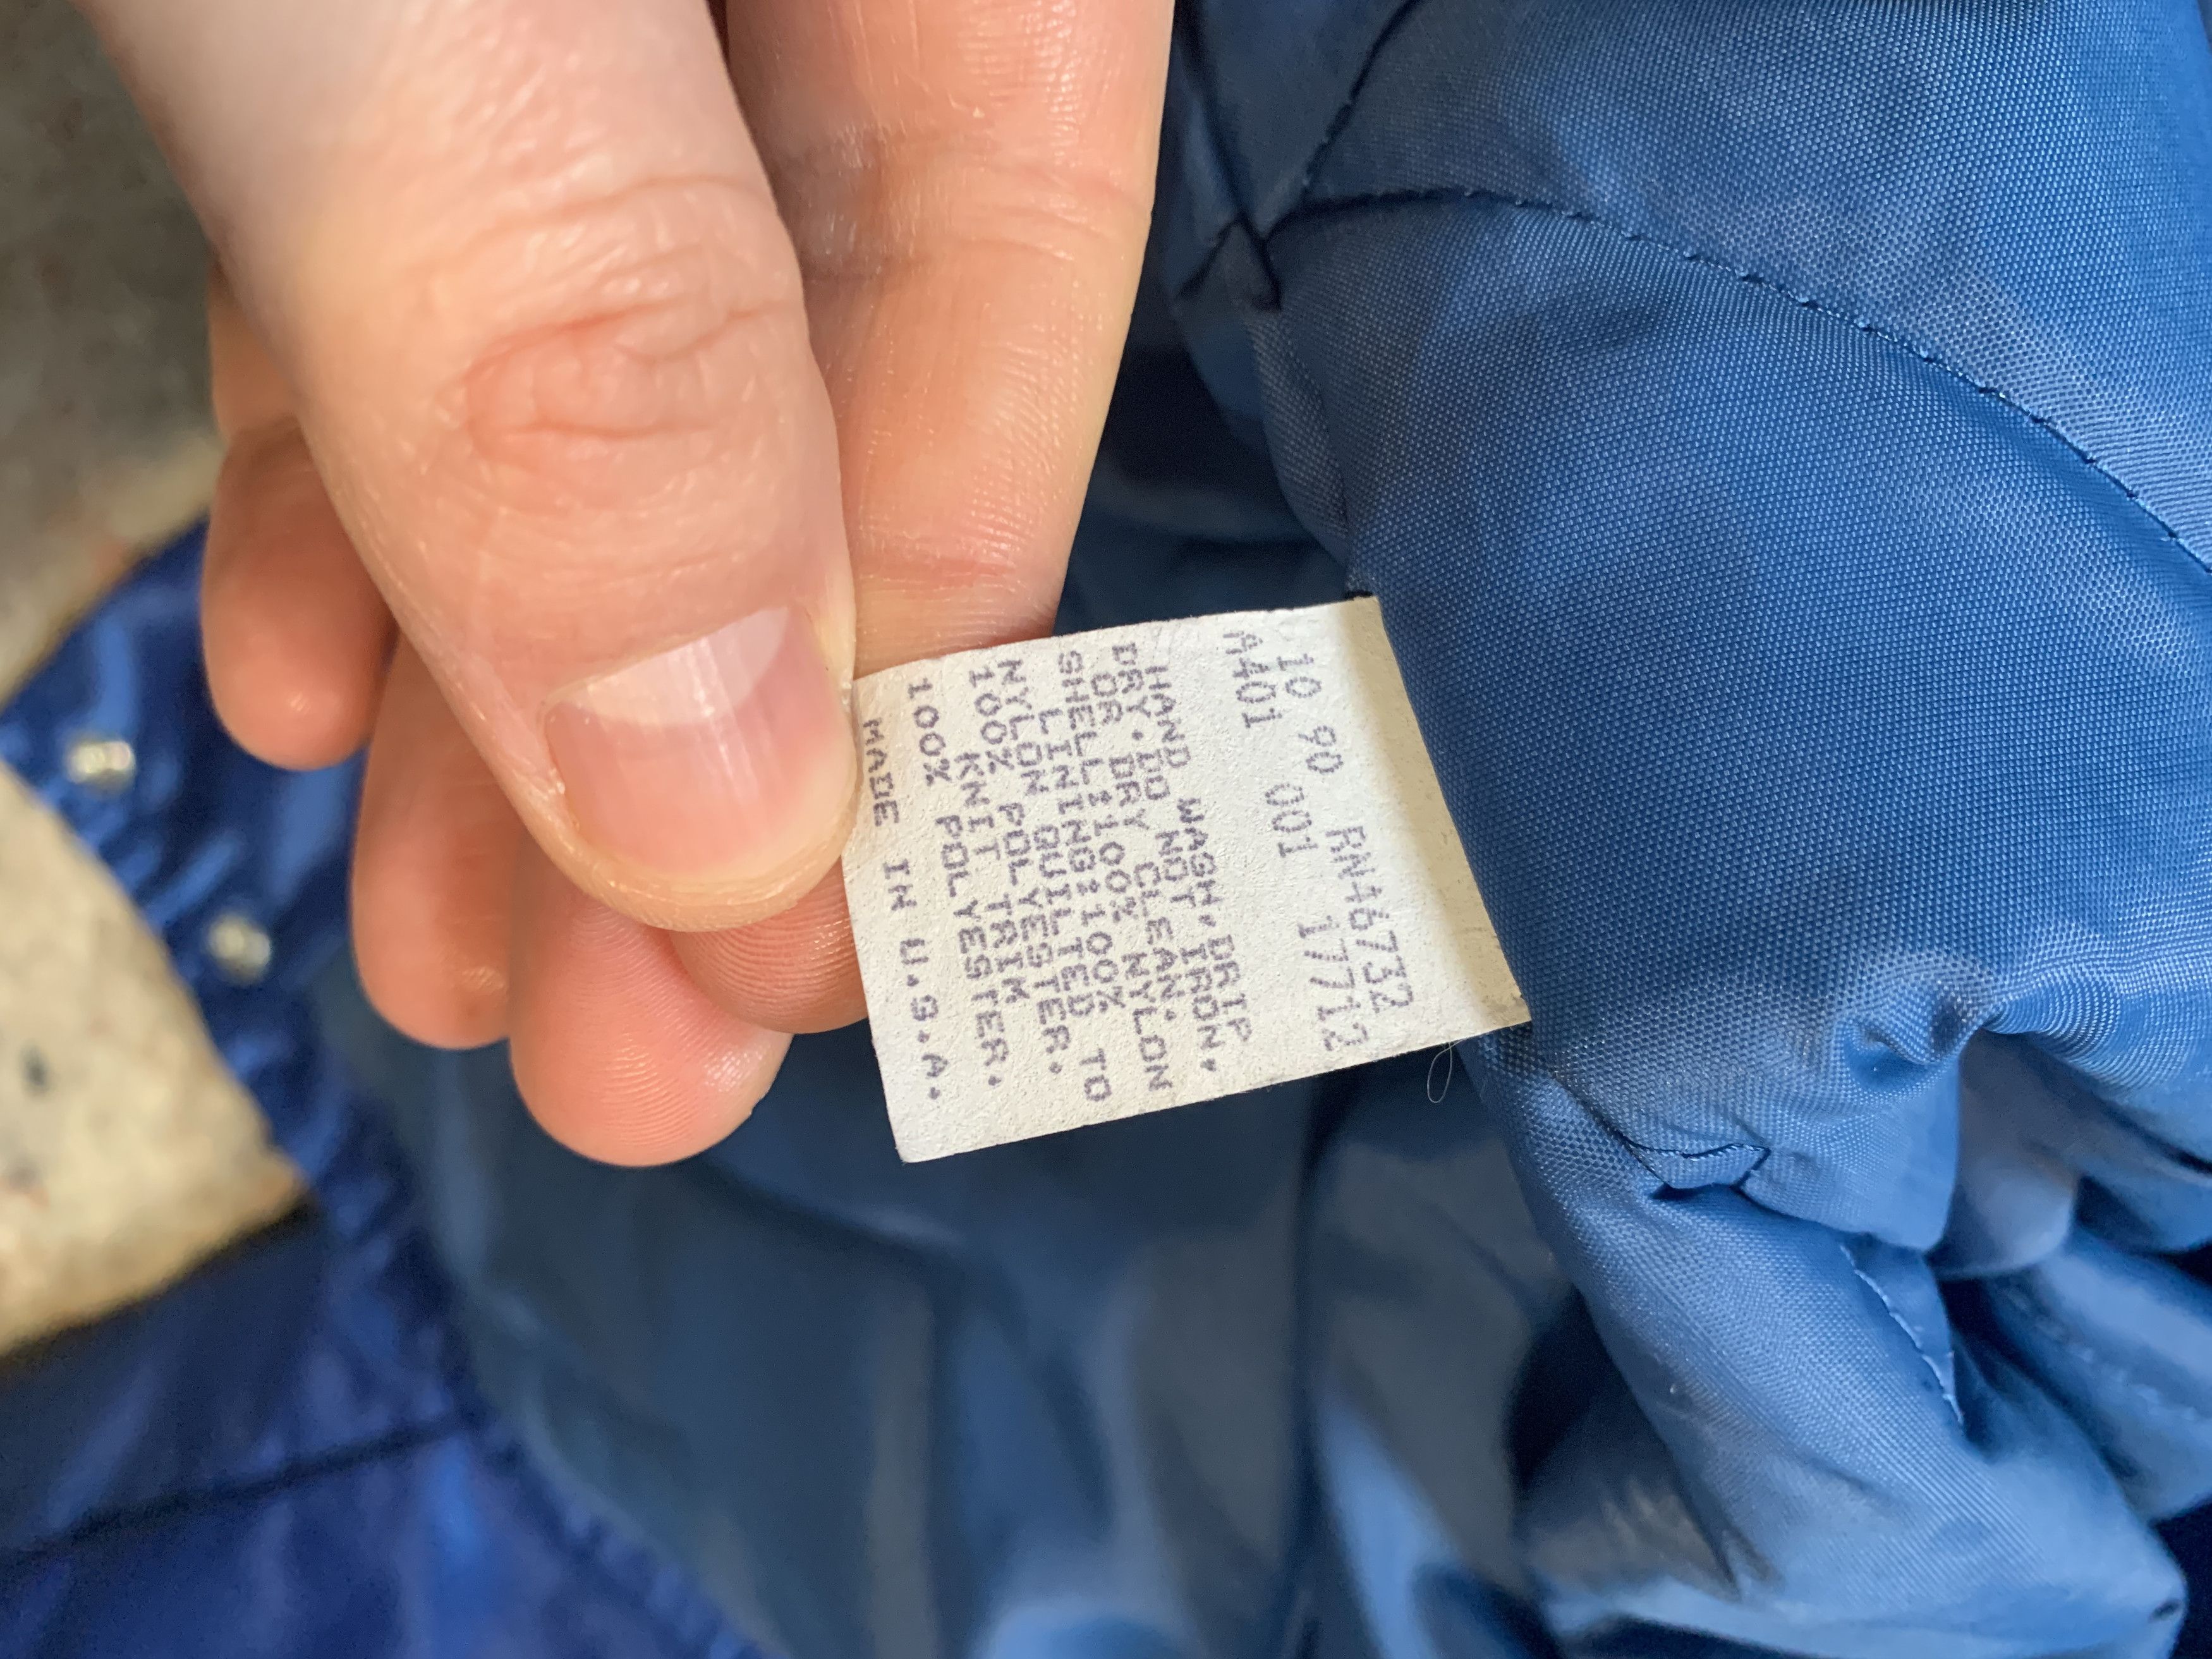 10 90 RN46732
A401 001 17712
HAND WASH, DRIP
DRY. DO NOT IRON,
OR DRY CLEAN.
SHELL:100% NYLON
LINING:100%
NYLON QUILTED TO
100% POLYESTER.
KNIT TRIM
100% POLYESTER.
MADE IN U.S.A.